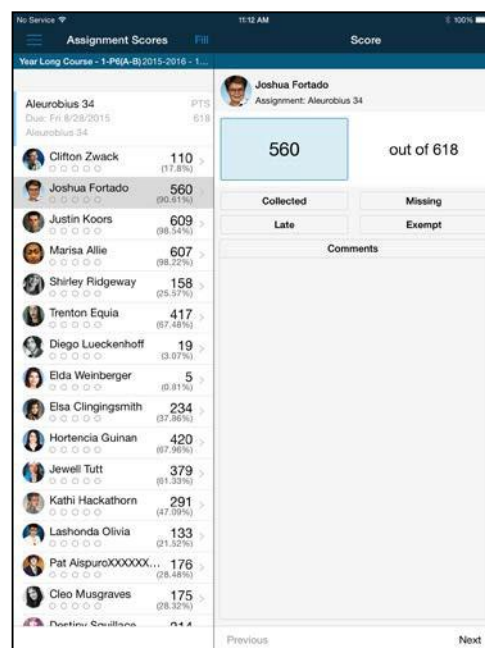 No Service 11:12 AM 100%
Assignment Scores Fill
Score
Year Long Course - 1-P6(A-B) 2015-2016 - 1...
Aleurobius 34 PTS
Due: Fri 8/28/2015 618
Aleurobius 34
Clifton Zwack 110
(17.8%)
Joshua Fortado 560
(90.61%)
Justin Koors 609
(98.54%)
Marisa Allie 607
(98.22%)
Shirley Ridgeway 158
(25.57%)
Trenton Equia 417
(67.48%)
Diego Lueckenhoff 19
(3.07%)
Elda Weinberger 5
(0.81%)
Elsa Clingingsmith 234
(37.86%)
Hortencia Guinan 420
(67.96%)
Jewell Tutt 379
(61.33%)
Kathi Hackathorn 291
(47.09%)
Lashonda Olivia 133
(21.52%)
Pat AispuroXXXXXX... 176
(28.48%)
Cleo Musgraves 175
(28.32%)
Destiny Squillace 214
Joshua Fortado
Assignment: Aleurobius 34
560 out of 618
Collected Missing
Late Exempt
Comments
Previous Next